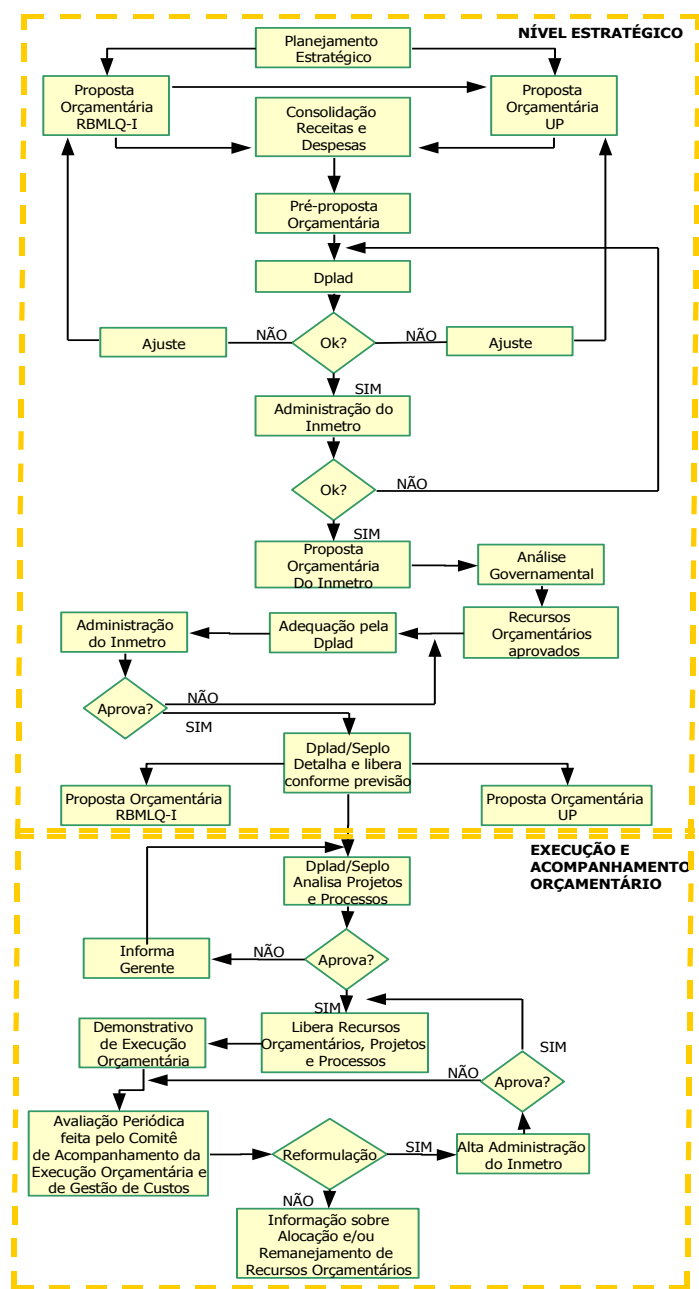 NÍVEL ESTRATÉGICO
Planejamento
Estratégico
Proposta
Orçamentária
RBMLQ-I
Proposta
Orçamentária
UP
Consolidação
Receitas e
Despesas
Pré-proposta
Orçamentária
Dplad
Ajuste
NÃO
Ok?
NÃO
Ajuste
SIM
Administração do
Inmetro
Ok?
NÃO
SIM
Proposta
Orçamentária
Do Inmetro
Análise
Governamental
Administração
do Inmetro
Adequação pela
Dplad
Recursos
Orçamentários
aprovados
Aprova?
NÃO
SIM
Dplad/Seplo
Detalha e libera
conforme previsão
Proposta Orçamentária
RBMLQ-I
Proposta Orçamentária
UP
EXECUÇÃO E
ACOMPANHAMENTO
ORÇAMENTÁRIO
Dplad/Seplo
Analisa Projetos
e Processos
Informa
Gerente
NÃO
Aprova?
SIM
Demonstrativo
de Execução
Orçamentária
Libera Recursos
Orçamentários, Projetos
e Processos
SIM
NÃO
Aprova?
Avaliação Periódica
feita pelo Comitê
de Acompanhamento da
Execução Orçamentária e
de Gestão de Custos
Reformulação
SIM
Alta Administração
do Inmetro
NÃO
Informação sobre
Alocação e/ou
Remanejamento de
Recursos Orçamentários